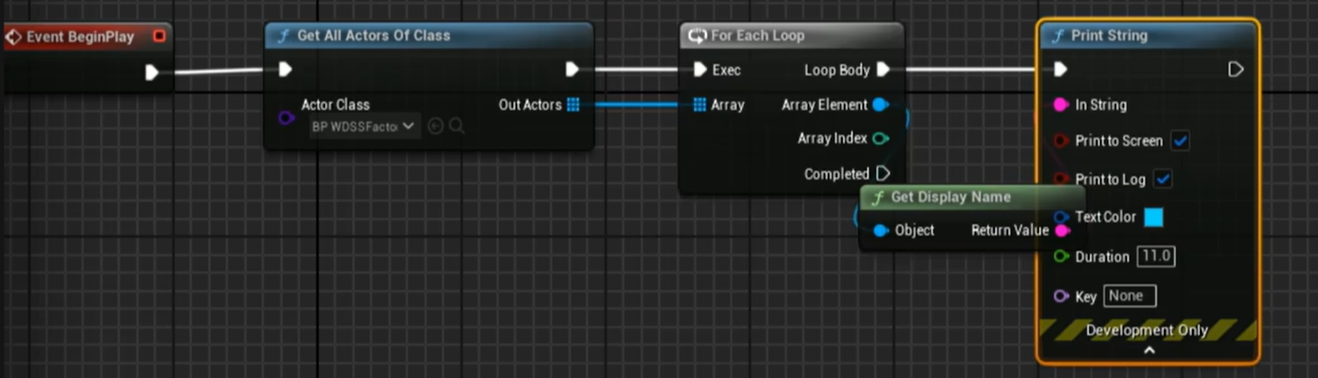 Event BeginPlay
Get All Actors Of Class
Actor Class
BP WDSSFacto
Out Actors
For Each Loop
Exec
Loop Body
Array
Array Element
Array Index
Completed
Get Display Name
Object
Return Value
Print String
In String
Print to Screen
Print to Log
Text Color
Duration 11.0
Key None
Development Only